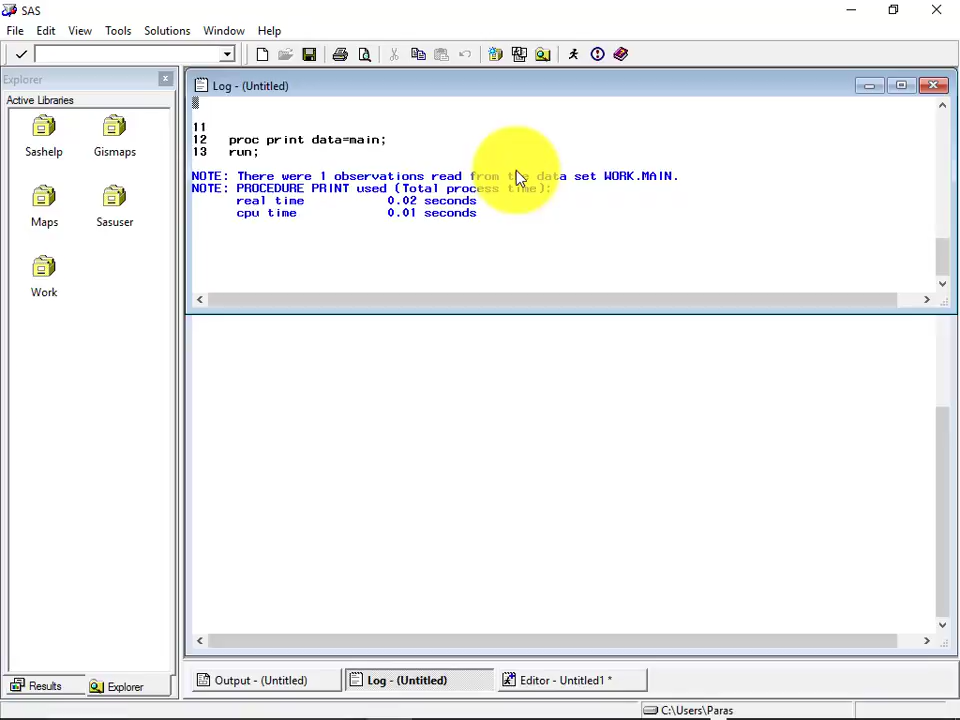 SAS
File Edit View Tools Solutions Window Help
Explorer
Active Libraries
Sashelp
Gismaps
Maps
Sasuser
Work
Log - (Untitled)
11
12 proc print data=main;
13 run;
NOTE: There were 1 observations read from the data set WORK.MAIN.
NOTE: PROCEDURE PRINT used (Total process time):
real time 0.02 seconds
cpu time 0.01 seconds
Results
Explorer
Output - (Untitled)
Log - (Untitled)
Editor - Untitled1 *
C:\Users\Paras